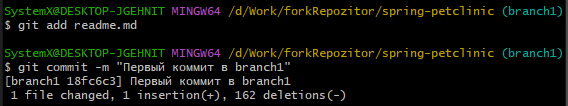 SystemX@DESKTOP-JGEHNIT MINGW64 /d/Work/forkRepozitor/spring-petclinic (branch1)
$ git add readme.md
SystemX@DESKTOP-JGEHNIT MINGW64 /d/Work/forkRepozitor/spring-petclinic (branch1)
$ git commit -m "Первый коммит в branch1"
[branch1 18fc6c3] Первый коммит в branch1
1 file changed, 1 insertion(+), 162 deletions(-)